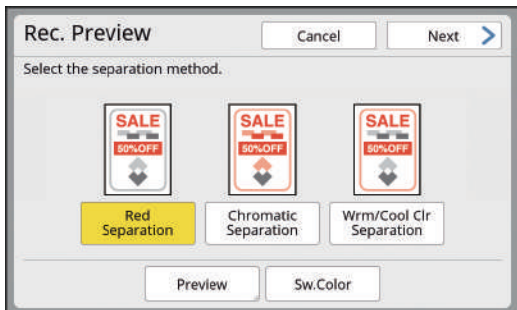 Rec. Preview
Cancel
Next
Select the separation method.
SALE
50%OFF
SALE
50%OFF
SALE
50%OFF
Red
Separation
Chromatic
Separation
Wrm/Cool Clr
Separation
Preview
Sw.Color